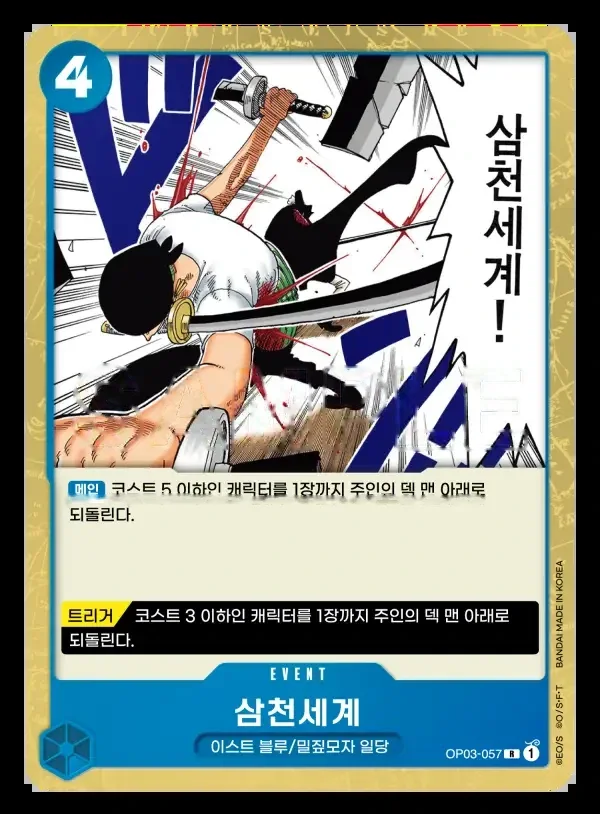 4
삼천세계!
SAMPLE
메인 코스트 5 이하인 캐릭터를 1장까지 주인의 덱 맨 아래로
되돌린다.
트리거 코스트 3 이하인 캐릭터를 1장까지 주인의 덱 맨 아래로
되돌린다.
EVENT
삼천세계
이스트 블루/밀짚모자 일당
OP03-057 R 1
©EO/S ©O/S·F·T BANDAI MADE IN KOREA